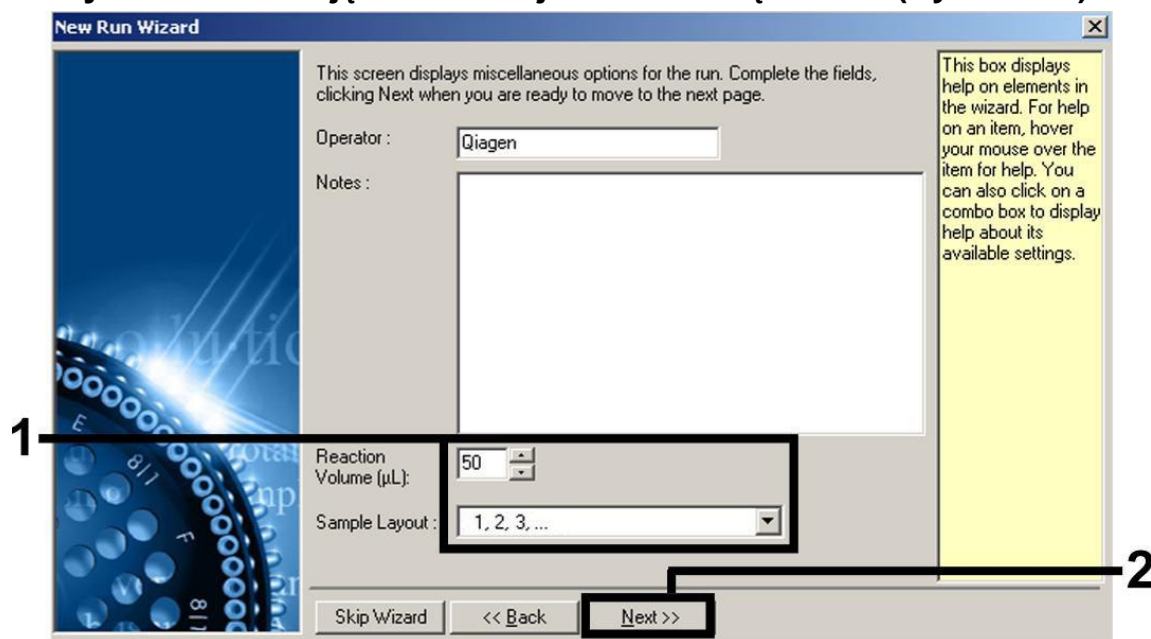 New Run Wizard
This screen displays miscellaneous options for the run. Complete the fields,
clicking Next when you are ready to move to the next page.
Operator :
Qiagen
Notes :
Reaction
Volume (µL):
50
Sample Layout :
1, 2, 3, ...
Skip Wizard
<< Back
Next >>
This box displays
help on elements in
the wizard. For help
on an item, hover
your mouse over the
item for help. You
can also click on a
combo box to display
help about its
available settings.
1
2